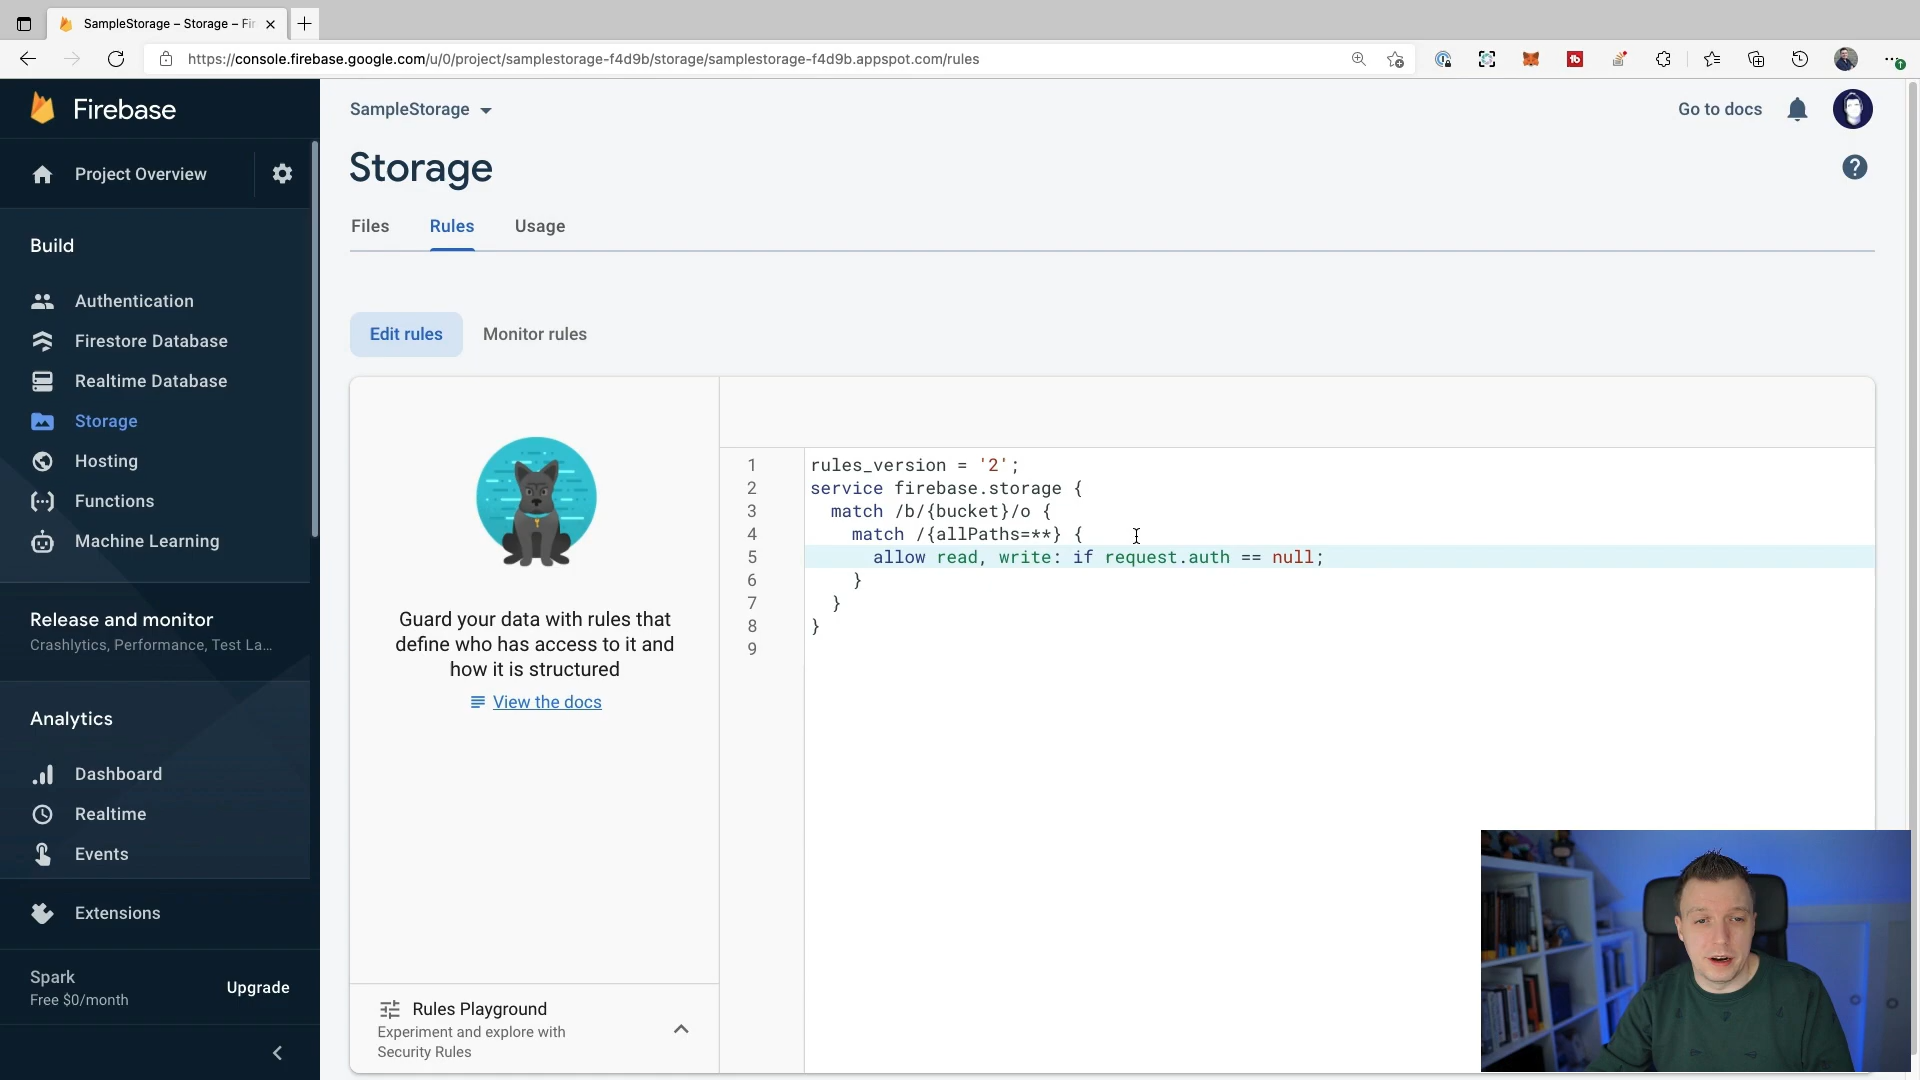 SampleStorage – Storage – Fir
https://console.firebase.google.com/u/0/project/samplestorage-f4d9b/storage/samplestorage-f4d9b.appspot.com/rules
Firebase
SampleStorage
Go to docs
Project Overview
Storage
Files
Rules
Usage
Build
Authentication
Firestore Database
Realtime Database
Storage
Hosting
Functions
Machine Learning
Release and monitor
Crashlytics, Performance, Test La...
Analytics
Dashboard
Realtime
Events
Extensions
Spark
Free $0/month
Upgrade
Edit rules
Monitor rules
Guard your data with rules that
define who has access to it and
how it is structured
View the docs
Rules Playground
Experiment and explore with
Security Rules
1 rules_version = '2';
2 service firebase.storage {
3 match /b/{bucket}/o {
4 match /{allPaths=**} {
5 allow read, write: if request.auth == null;
6 }
7 }
8 }
9